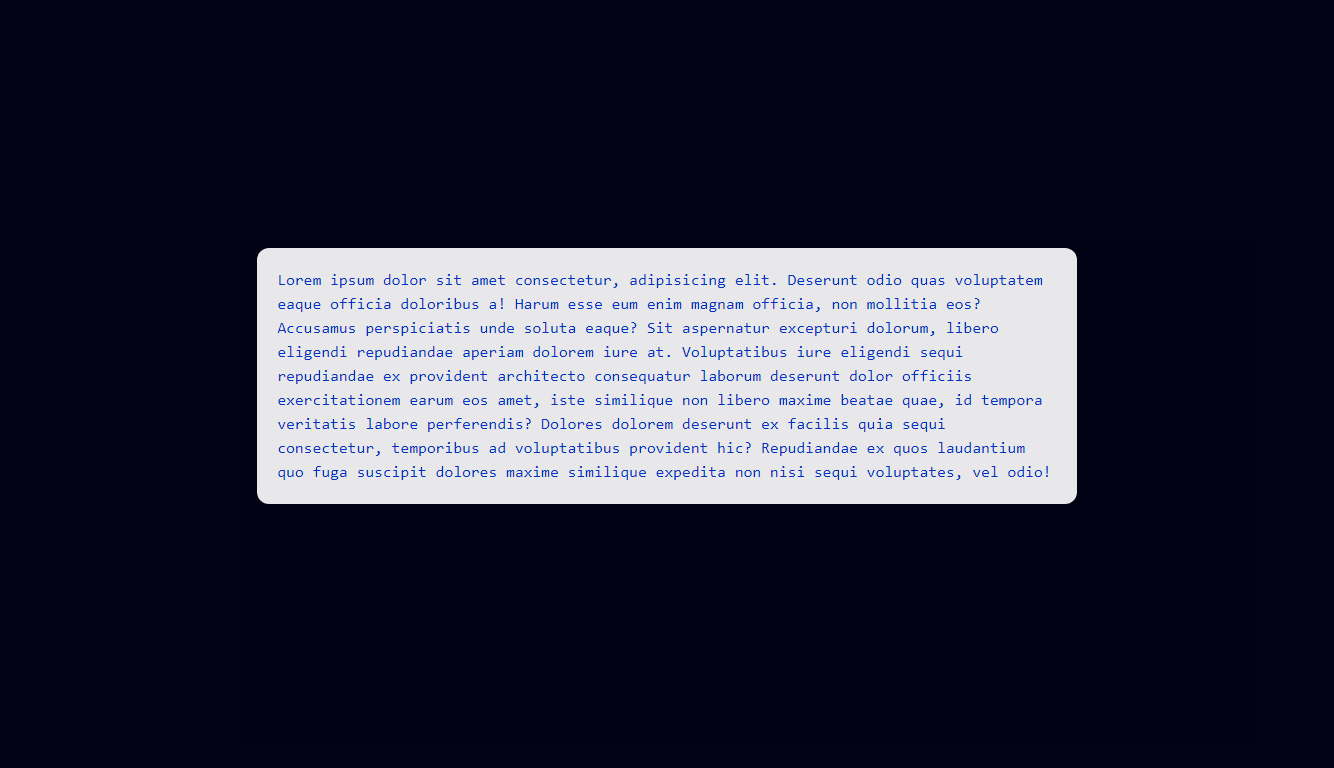 Lorem ipsum dolor sit amet consectetur, adipisicing elit. Deserunt odio quas voluptatem
eaque officia doloribus a! Harum esse eum enim magnam officia, non mollitia eos?
Accusamus perspiciatis unde soluta eaque? Sit aspernatur excepturi dolorum, libero
eligendi repudiandae aperiam dolorem iure at. Voluptatibus iure eligendi sequi
repudiandae ex provident architecto consequatur laborum deserunt dolor officiis
exercitationem earum eos amet, iste similique non libero maxime beatae quae, id tempora
veritatis labore perferendis? Dolores dolorem deserunt ex facilis quia sequi
consectetur, temporibus ad voluptatibus provident hic? Repudiandae ex quos laudantium
quo fuga suscipit dolores maxime similique expedita non nisi sequi voluptates, vel odio!